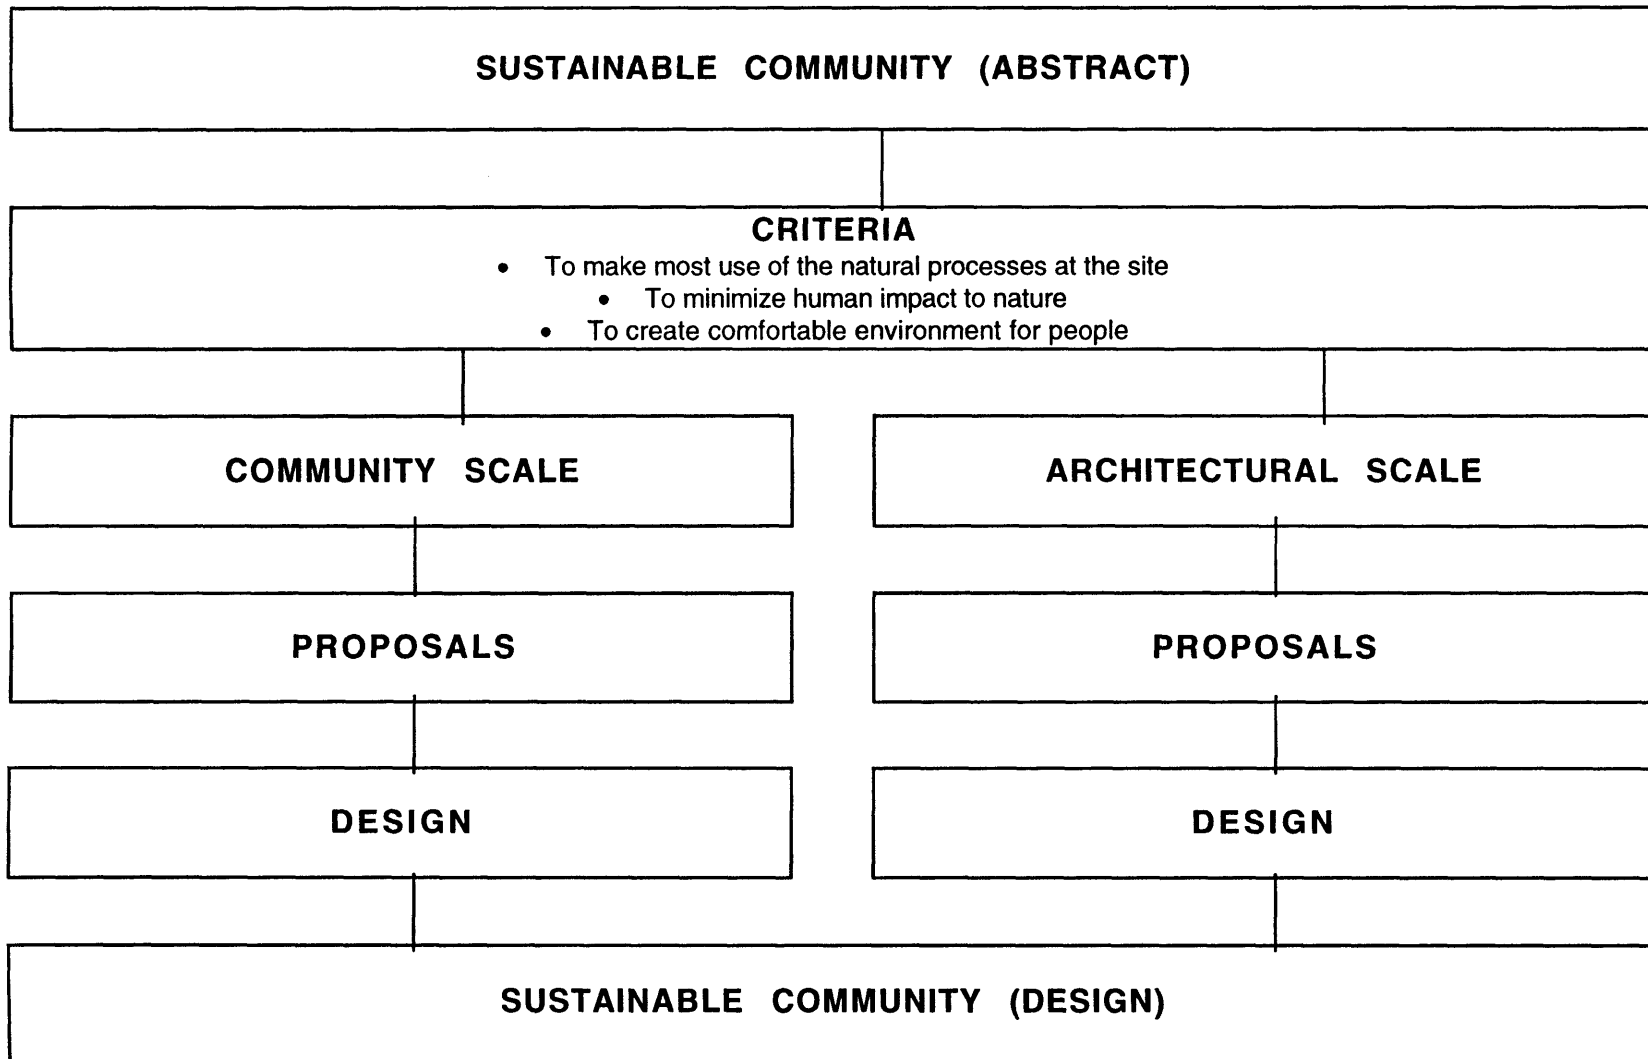 SUSTAINABLE COMMUNITY (ABSTRACT)
CRITERIA
• To make most use of the natural processes at the site
• To minimize human impact to nature
• To create comfortable environment for people
COMMUNITY SCALE
ARCHITECTURAL SCALE
PROPOSALS
PROPOSALS
DESIGN
DESIGN
SUSTAINABLE COMMUNITY (DESIGN)